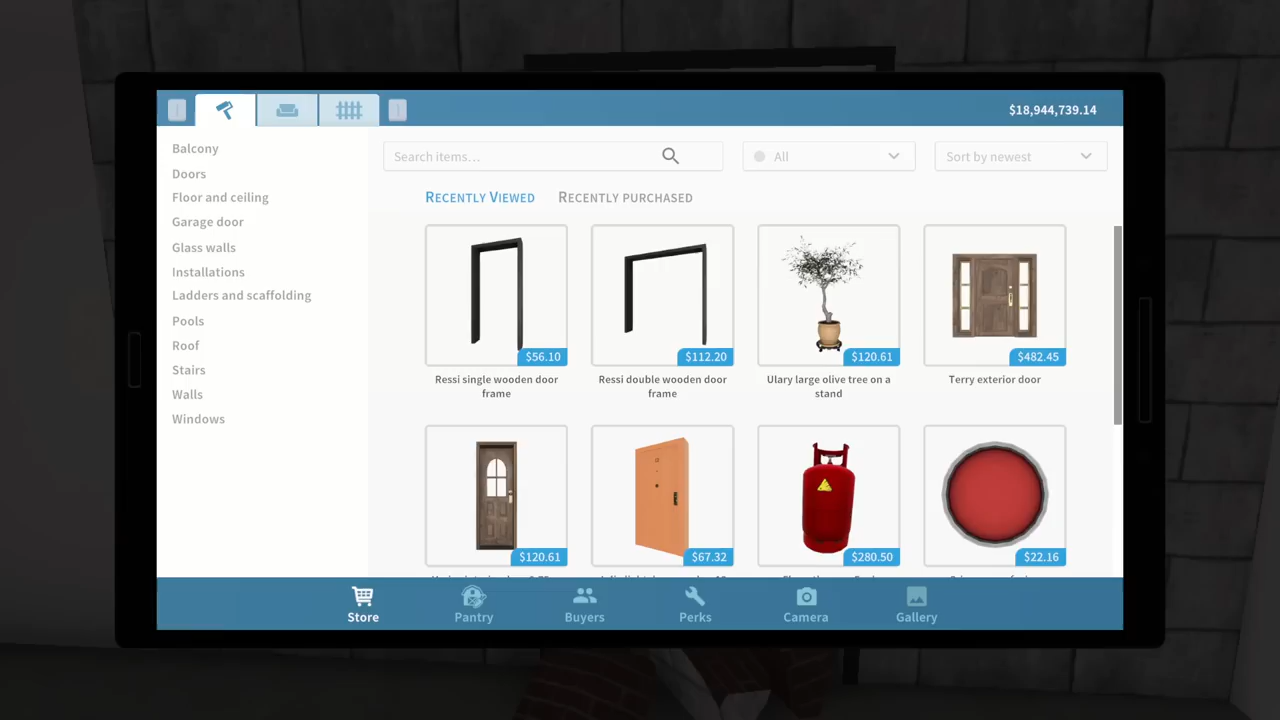 $18,944,739.14
Balcony
Doors
Floor and ceiling
Garage door
Glass walls
Installations
Ladders and scaffolding
Pools
Roof
Stairs
Walls
Windows
Search items...
All
Sort by newest
RECENTLY VIEWED
RECENTLY PURCHASED
$56.10
$112.20
$120.61
$482.45
Ressi single wooden door
frame
Ressi double wooden door
frame
Ulary large olive tree on a
stand
Terry exterior door
$120.61
$67.32
$280.50
$22.16
Store
Pantry
Buyers
Perks
Camera
Gallery